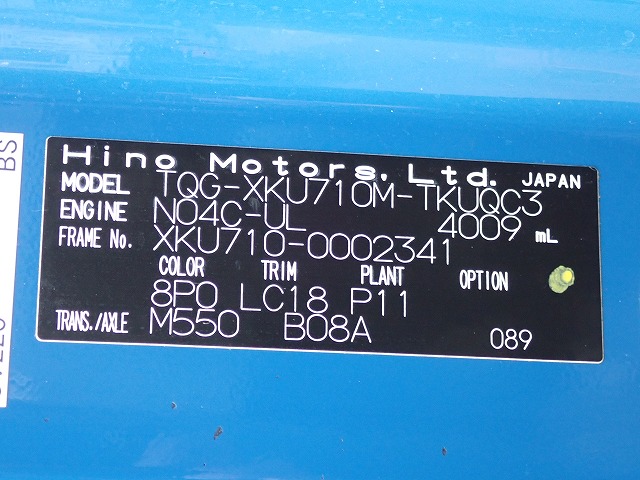 Hino Motors, Ltd. JAPAN
MODEL TQG-XKU710M-TKUQC3
ENGINE N04C-UL 4009 mL
FRAME No. XKU710-0002341
COLOR TRIM PLANT OPTION
8P0 LC18 P11
TRANS./AXLE M550 B08A 089
BS